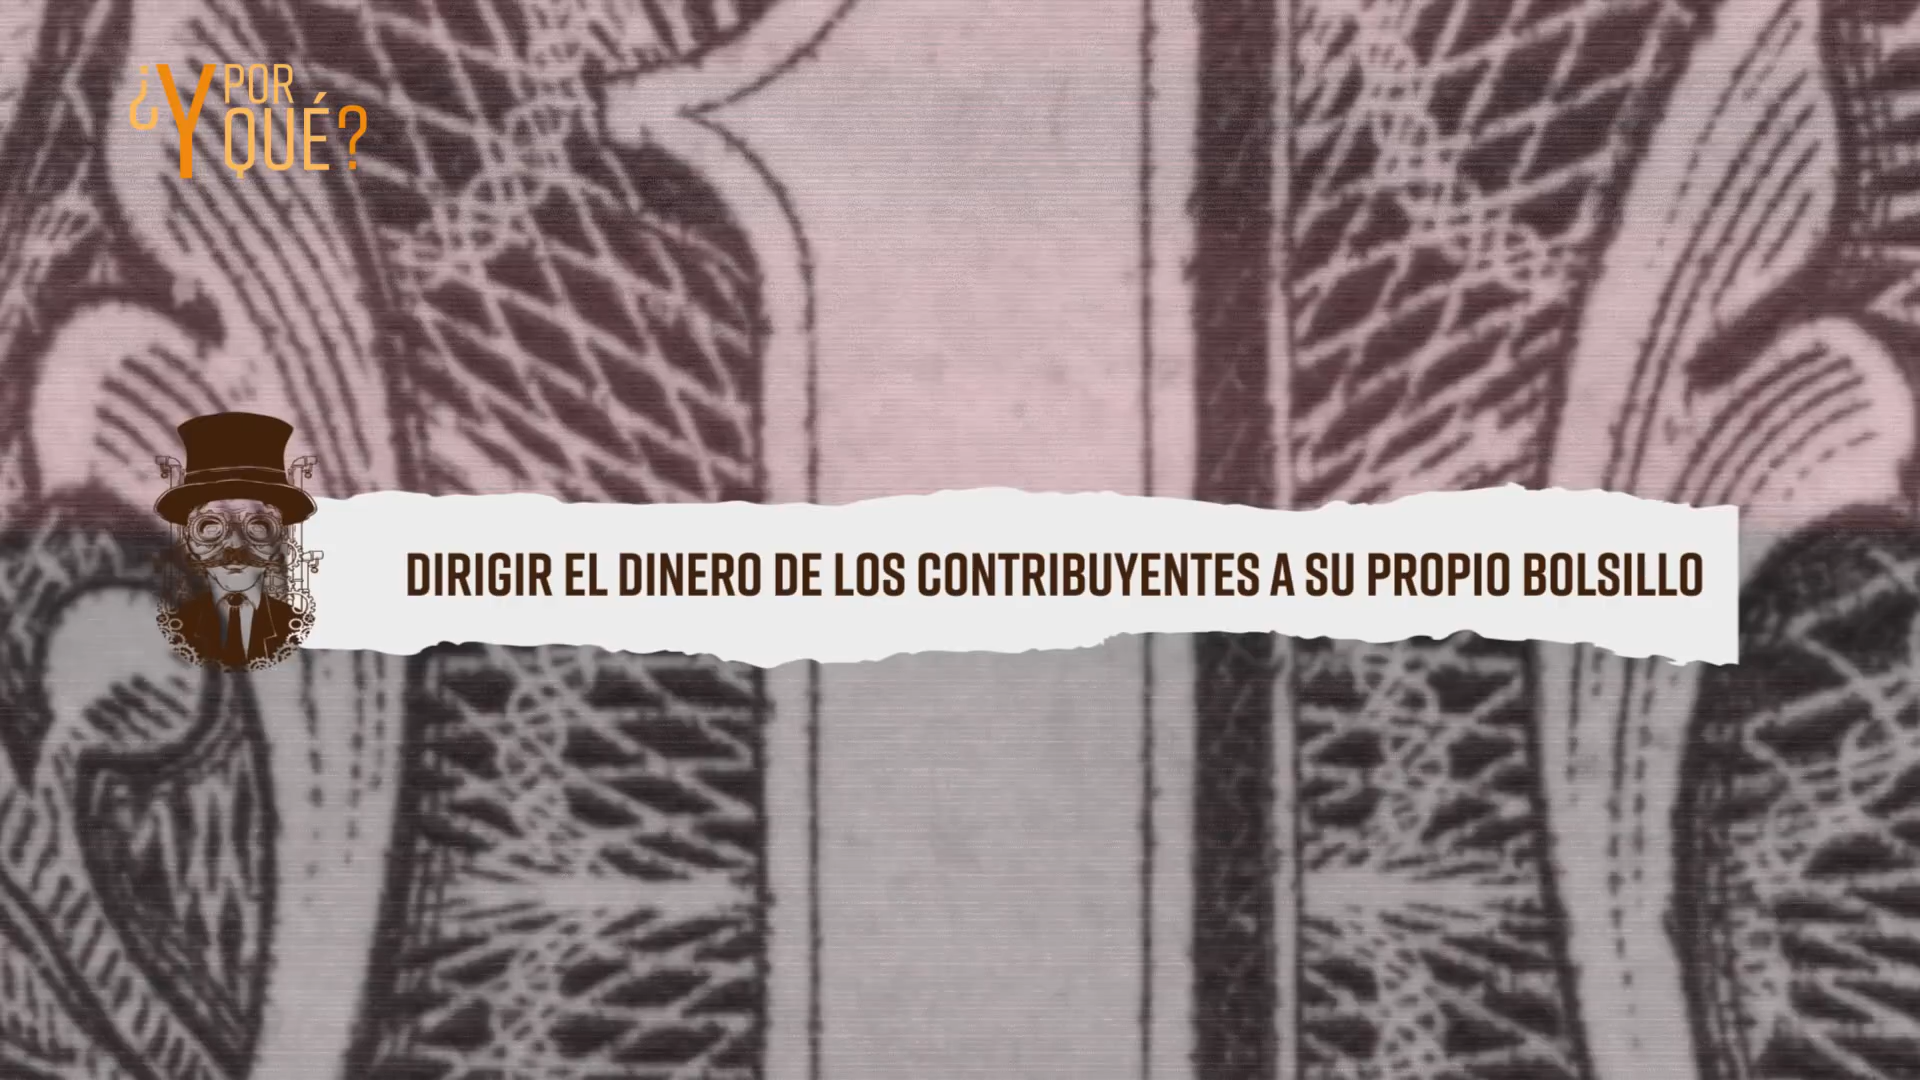 ¿Y POR
QUÉ?
DIRIGIR EL DINERO DE LOS CONTRIBUYENTES A SU PROPIO BOLSILLO